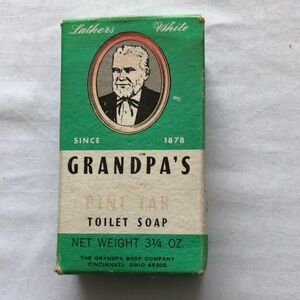 Lathers White
SINCE 1878
GRANDPA'S
PINE TAR
TOILET SOAP
NET WEIGHT 3¼ OZ.
THE GRANDPA SOAP COMPANY
CINCINNATI, OHIO 45202